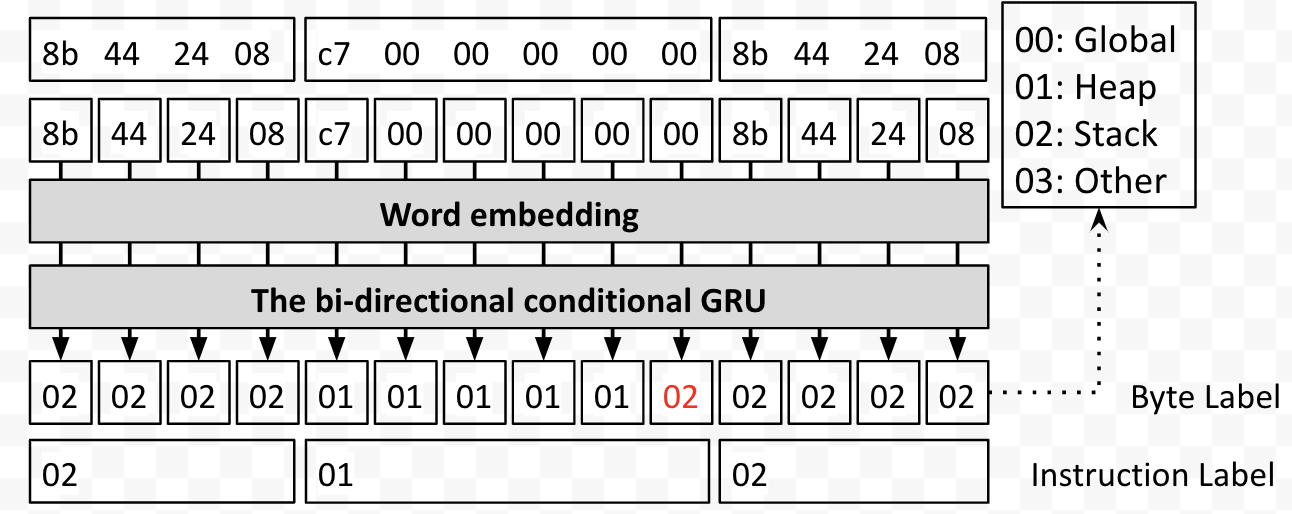 8b 44 24 08 c7 00 00 00 00 00 8b 44 24 08
8b 44 24 08 c7 00 00 00 00 00 8b 44 24 08
Word embedding
The bi-directional conditional GRU
02 02 02 02 01 01 01 01 01 02 02 02 02 02 Byte Label
02 01 02 Instruction Label
00: Global
01: Heap
02: Stack
03: Other